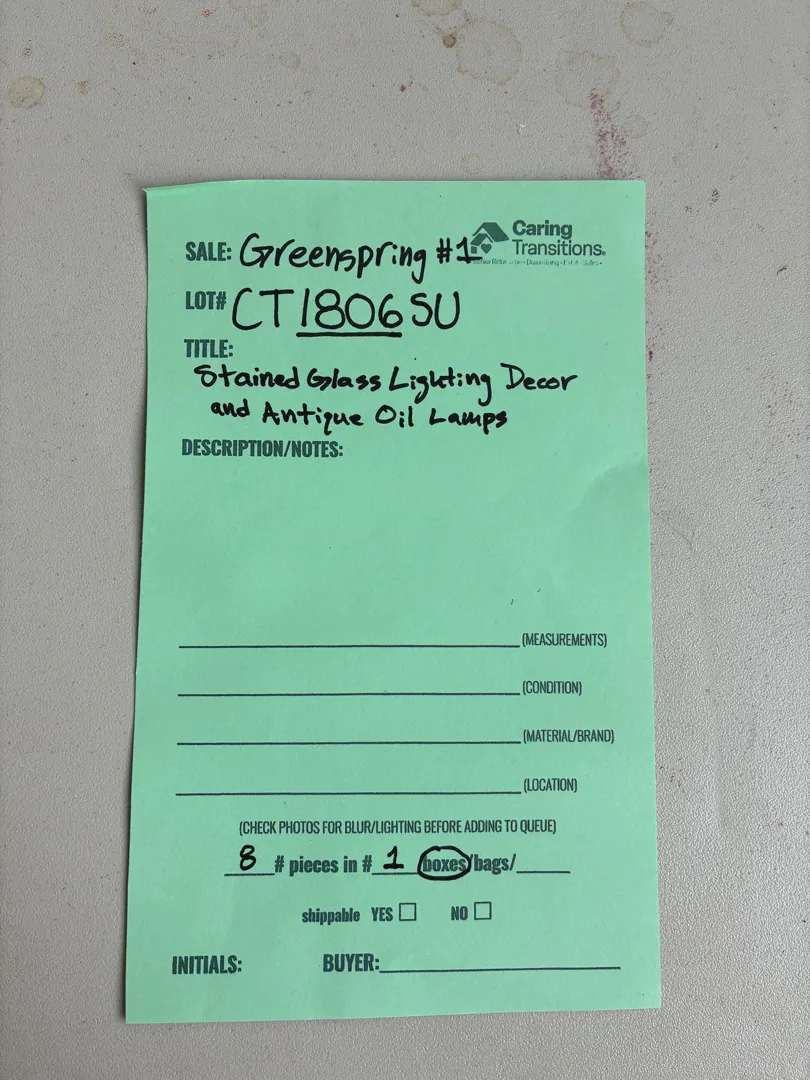 Caring
Transitions®
SALE: Greenspring #1
LOT# CT1806SU
TITLE:
Stained Glass Lighting Decor
and Antique Oil Lamps
DESCRIPTION/NOTES:
(MEASUREMENTS)
(CONDITION)
(MATERIAL/BRAND)
(LOCATION)
(CHECK PHOTOS FOR BLUR/LIGHTING BEFORE ADDING TO QUEUE)
8 # pieces in # 1 boxes/bags/
shippable YES NO
INITIALS: BUYER: